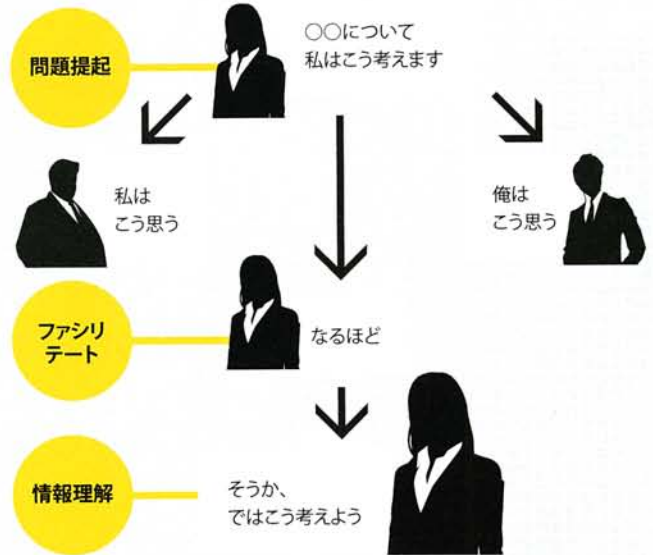 問題提起
○○について
私はこう考えます
私は
こう思う
俺は
こう思う
ファシリ
テート
なるほど
情報理解
そうか、
ではこう考えよう